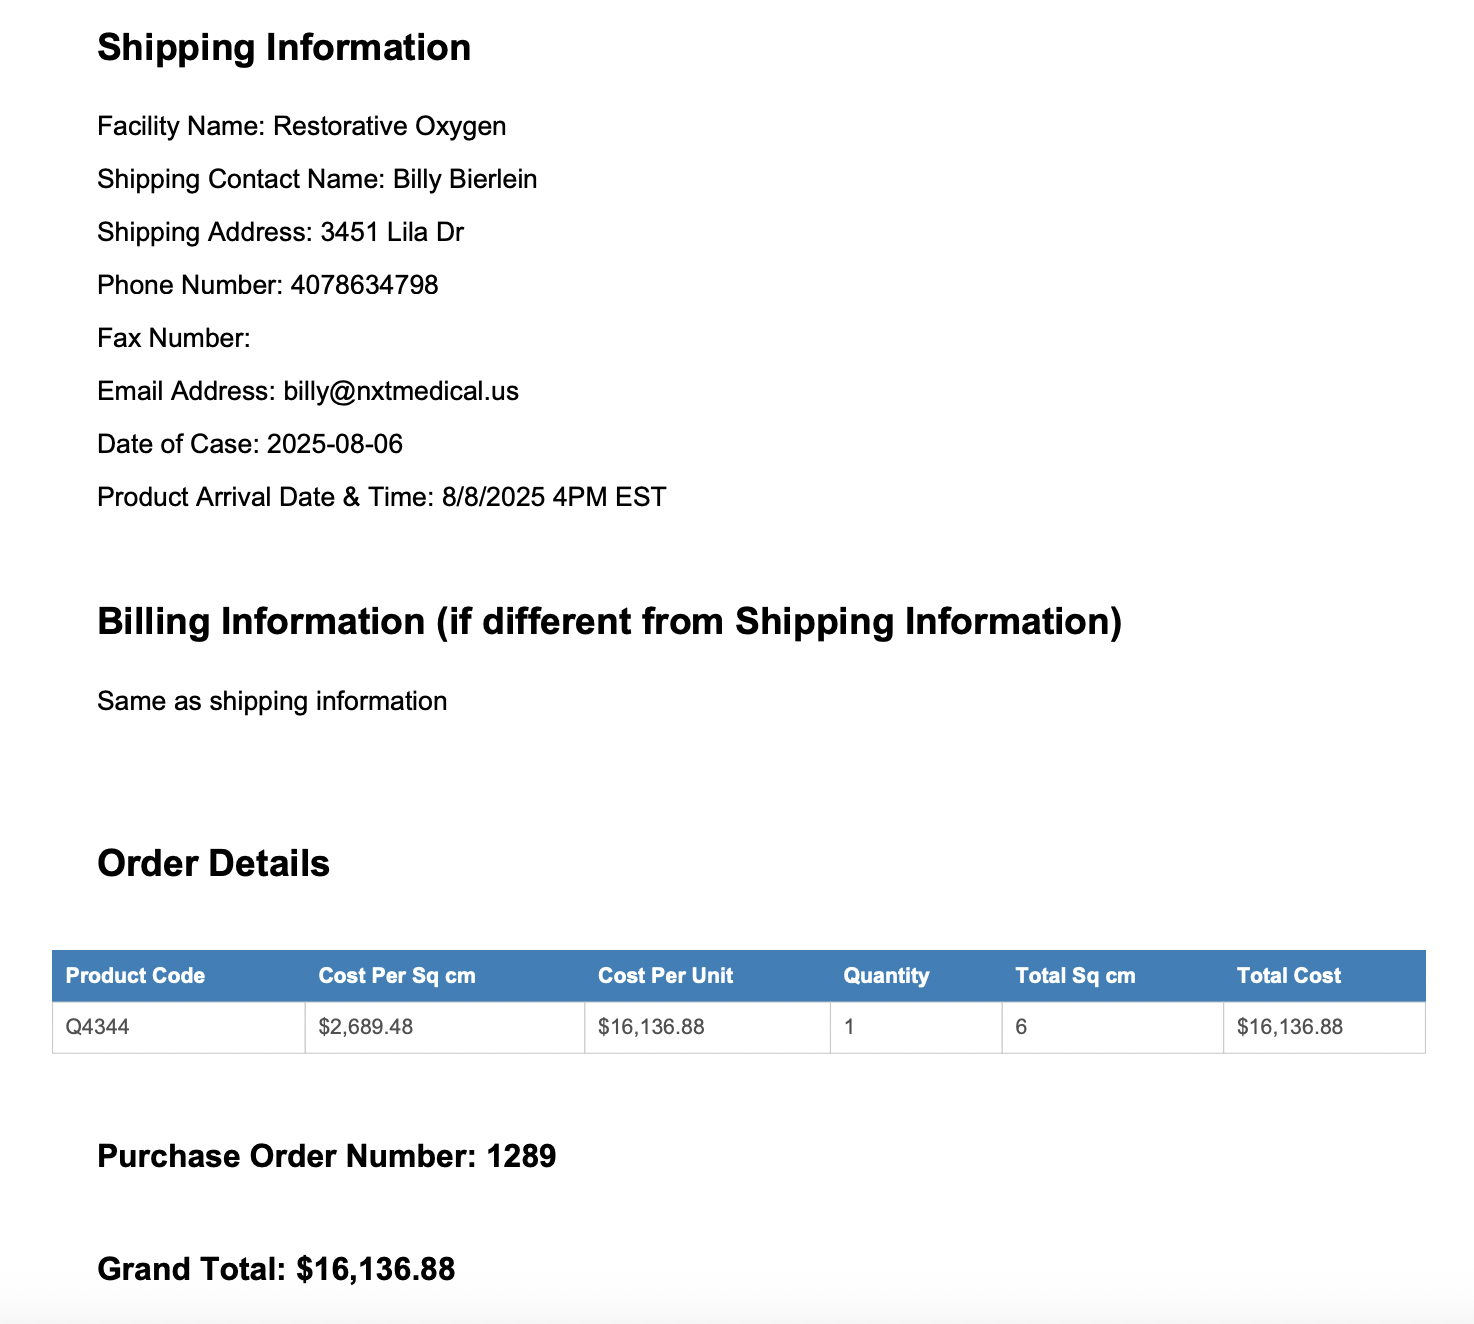 Shipping Information
Facility Name: Restorative Oxygen
Shipping Contact Name: Billy Bierlein
Shipping Address: 3451 Lila Dr
Phone Number: 4078634798
Fax Number:
Email Address: billy@nxtmedical.us
Date of Case: 2025-08-06
Product Arrival Date & Time: 8/8/2025 4PM EST
Billing Information (if different from Shipping Information)
Same as shipping information
Order Details
Product Code Cost Per Sq cm Cost Per Unit Quantity Total Sq cm Total Cost
Q4344 $2,689.48 $16,136.88 1 6 $16,136.88
Purchase Order Number: 1289
Grand Total: $16,136.88